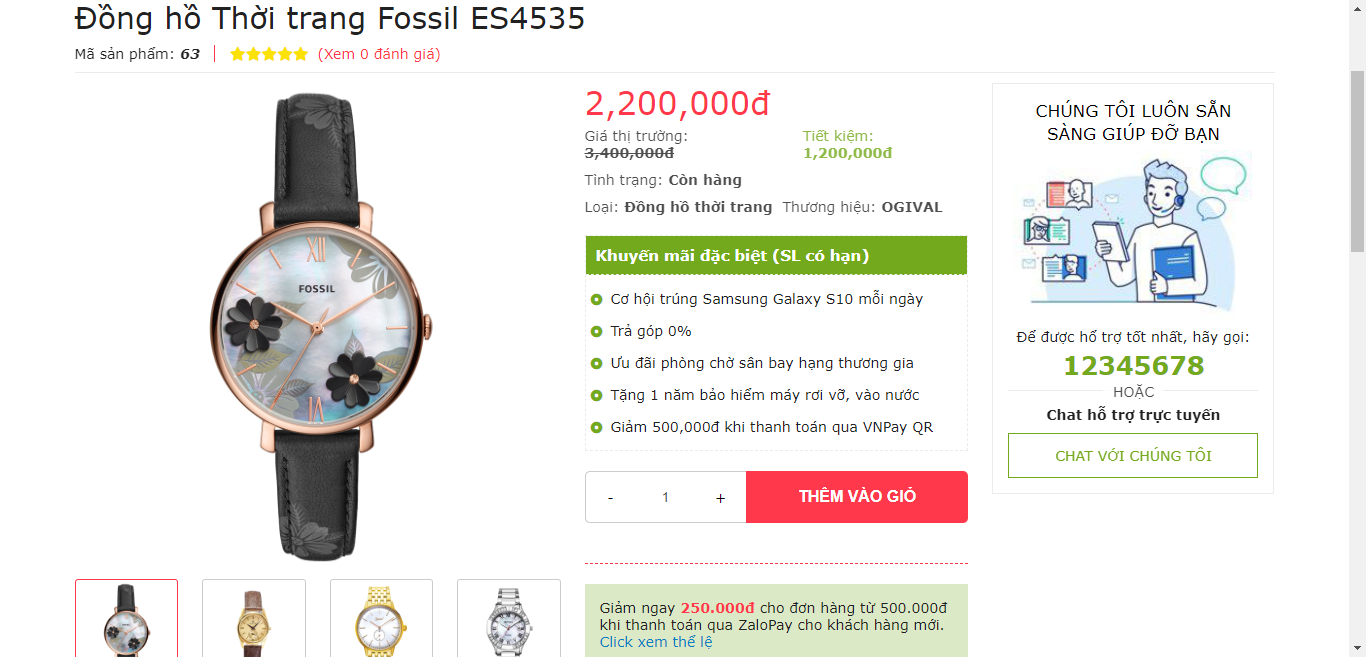 Đồng hồ Thời trang Fossil ES4535
Mã sản phẩm: 63 (Xem 0 đánh giá)
FOSSIL
2,200,000đ
Giá thị trường:
3,400,000đ
Tiết kiệm:
1,200,000đ
Tình trạng: Còn hàng
Loại: Đồng hồ thời trang Thương hiệu: OGIVAL
Khuyến mãi đặc biệt (SL có hạn)
Cơ hội trúng Samsung Galaxy S10 mỗi ngày
Trả góp 0%
Ưu đãi phòng chờ sân bay hạng thương gia
Tặng 1 năm bảo hiểm máy rơi vỡ, vào nước
Giảm 500,000đ khi thanh toán qua VNPay QR
- 1 +
THÊM VÀO GIỎ
Giảm ngay 250.000đ cho đơn hàng từ 500.000đ
khi thanh toán qua ZaloPay cho khách hàng mới.
Click xem thể lệ
CHÚNG TÔI LUÔN SẴN
SÀNG GIÚP ĐỠ BẠN
Để được hổ trợ tốt nhất, hãy gọi:
12345678
HOẶC
Chat hỗ trợ trực tuyến
CHAT VỚI CHÚNG TÔI